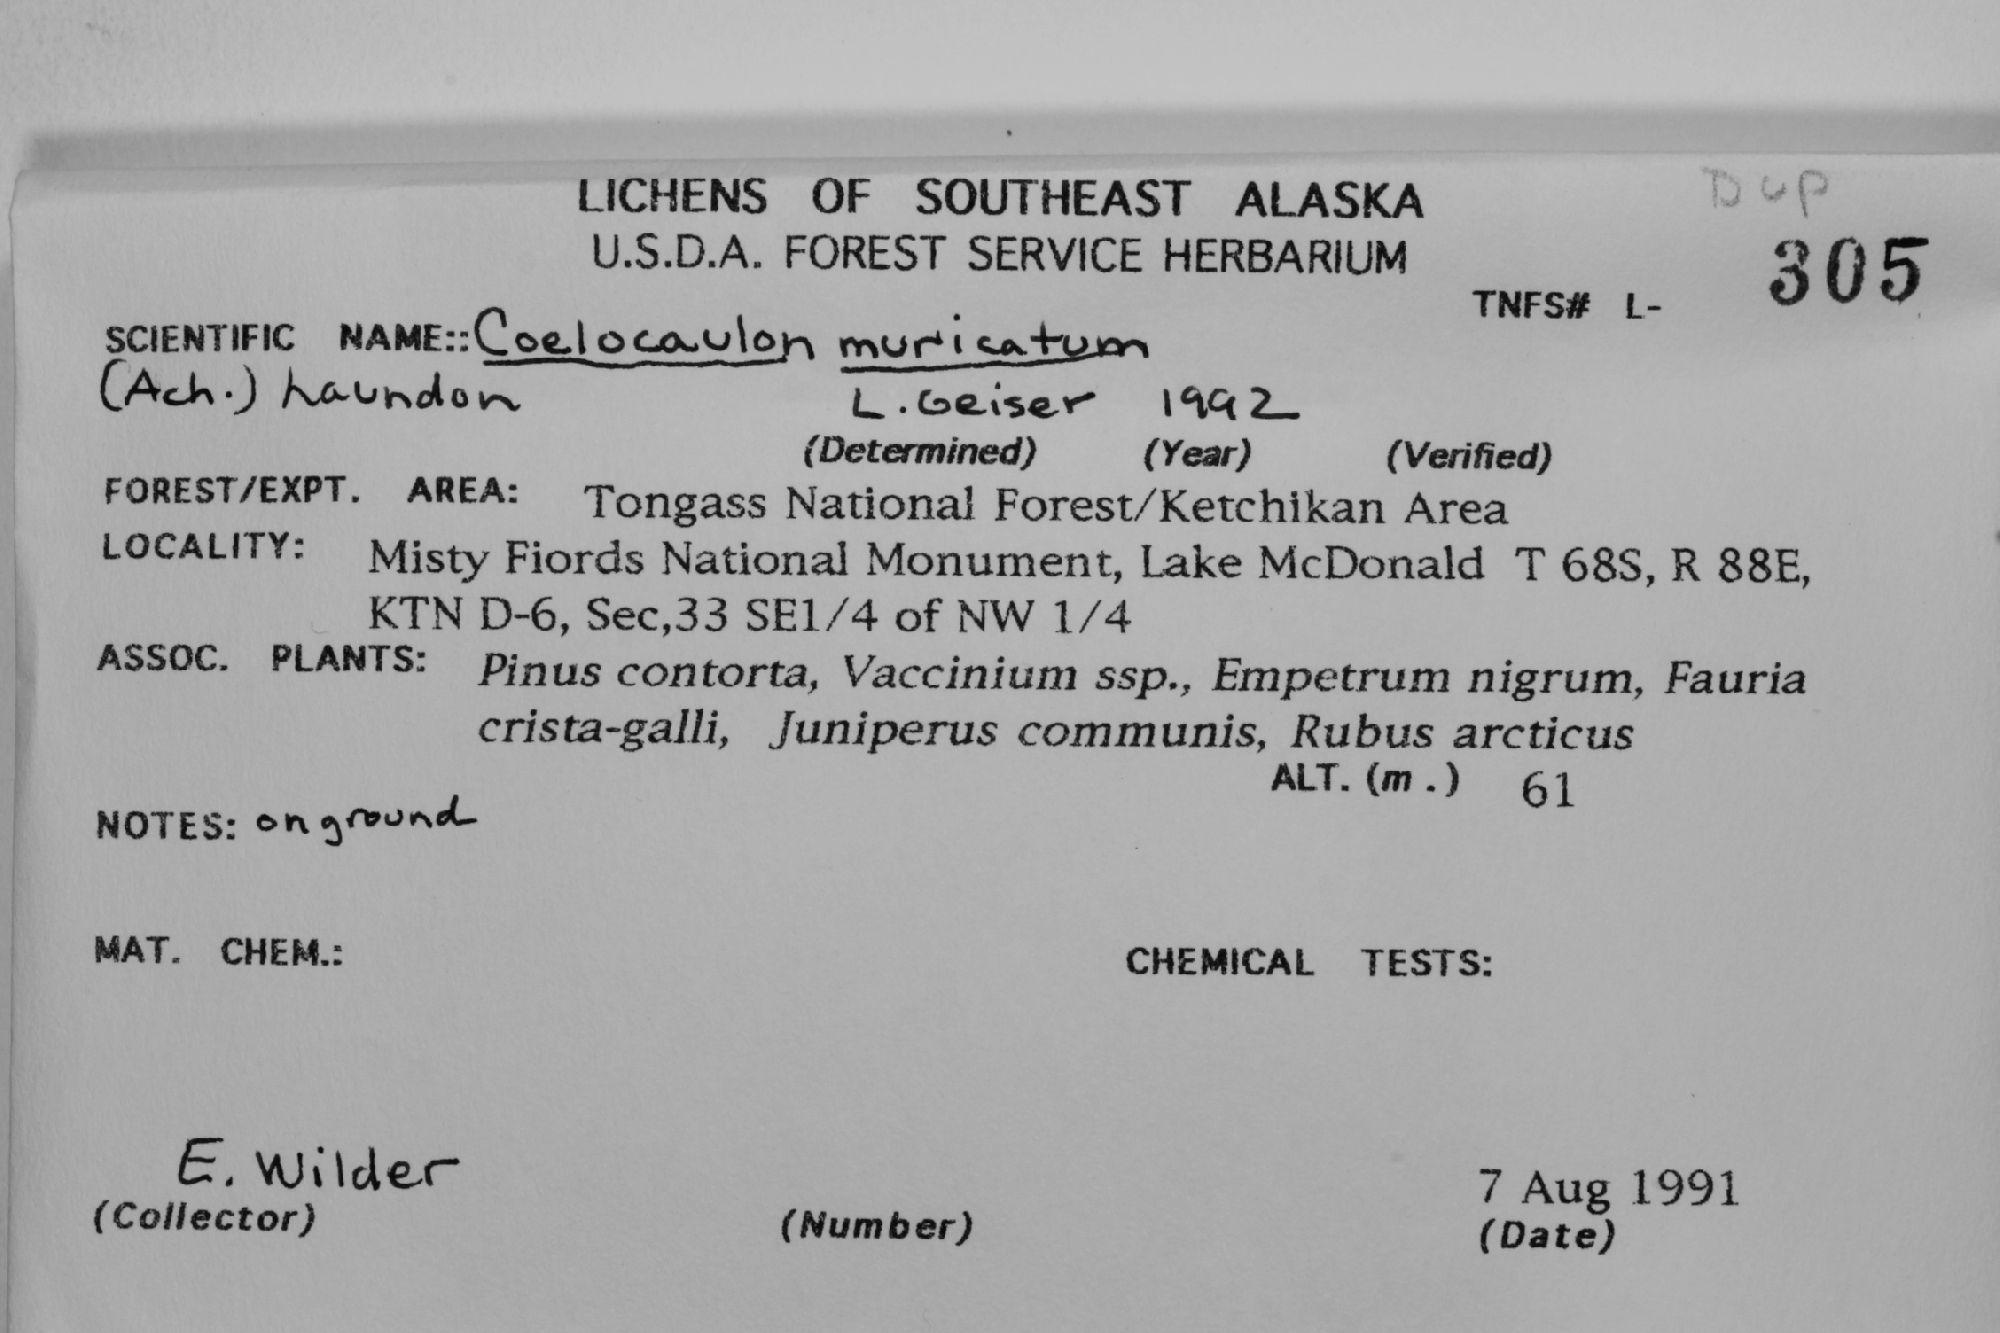 LICHENS OF SOUTHEAST ALASKA
Dup
U.S.D.A. FOREST SERVICE HERBARIUM
TNFS# L- 305
SCIENTIFIC NAME:: Coelocaulon muricatum
(Ach.) Laundon L. Geiser 1992
(Determined) (Year) (Verified)
FOREST/EXPT. AREA: Tongass National Forest/Ketchikan Area
LOCALITY: Misty Fiords National Monument, Lake McDonald T 68S, R 88E,
KTN D-6, Sec,33 SE1/4 of NW 1/4
ASSOC. PLANTS: Pinus contorta, Vaccinium ssp., Empetrum nigrum, Fauria
crista-galli, Juniperus communis, Rubus arcticus
ALT. (m.) 61
NOTES: on ground
MAT. CHEM.: CHEMICAL TESTS:
E. Wilder 7 Aug 1991
(Collector) (Number) (Date)